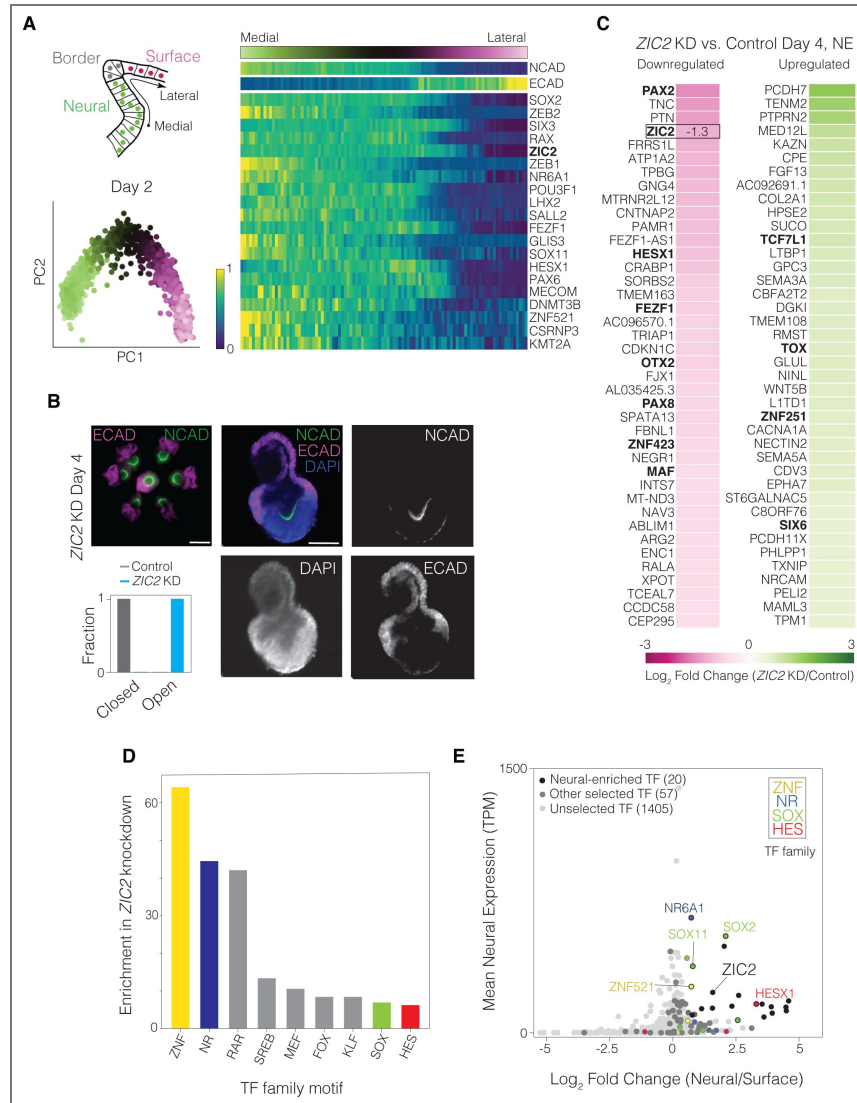 A
Medial
Lateral
Border
Surface
Neural
Lateral
Medial
Day 2
PC2
PC1
1
0
NCAD
ECAD
SOX2
ZEB2
SIX3
RAX
ZIC2
ZEB1
NR6A1
POU3F1
LHX2
SALL2
FEZF1
GLIS3
SOX11
HESX1
PAX6
MECOM
DNMT3B
ZNF521
CSRNP3
KMT2A
B
ZIC2 KD Day 4
ECAD NCAD
NCAD
ECAD
DAPI
NCAD
DAPI
ECAD
Control
ZIC2 KD
Fraction
1
0
Closed
Open
C
ZIC2 KD vs. Control Day 4, NE
Downregulated
Upregulated
PAX2
TNC
PTN
ZIC2 -1.3
FRRS1L
ATP1A2
TPBG
GNG4
MTRNR2L12
CNTNAP2
PAMR1
FEZF1-AS1
HESX1
CRABP1
SORBS2
TMEM163
FEZF1
AC096570.1
TRIAP1
CDKN1C
OTX2
FJX1
AL035425.3
PAX8
SPATA13
FBNL1
ZNF423
NEGR1
MAF
INTS7
MT-ND3
NAV3
ABLIM1
ARG2
ENC1
RALA
XPOT
TCEAL7
CCDC58
CEP295
PCDH7
TENM2
PTPRN2
MED12L
KAZN
CPE
FGF13
AC092691.1
COL2A1
HPSE2
SUCO
TCF7L1
LTBP1
GPC3
SEMA3A
CBFA2T2
DGKI
TMEM108
RMST
TOX
GLUL
NINL
WNT5B
L1TD1
ZNF251
CACNA1A
NECTIN2
SEMA5A
CDV3
EPHA7
ST6GALNAC5
C8ORF76
SIX6
PCDH11X
PHLPP1
TXNIP
NRCAM
PELI2
MAML3
TPM1
-3 0 3
Log2 Fold Change (ZIC2 KD/Control)
D
Enrichment in ZIC2 knockdown
60
30
0
ZNF
NR
RAR
SREB
MEF
FOX
KLF
SOX
HES
TF family motif
E
Mean Neural Expression (TPM)
1500
0
Neural-enriched TF (20)
Other selected TF (57)
Unselected TF (1405)
ZNF
NR
SOX
HES
TF family
NR6A1
SOX2
SOX11
ZIC2
ZNF521
HESX1
-5 -2.5 0 2.5 5
Log2 Fold Change (Neural/Surface)